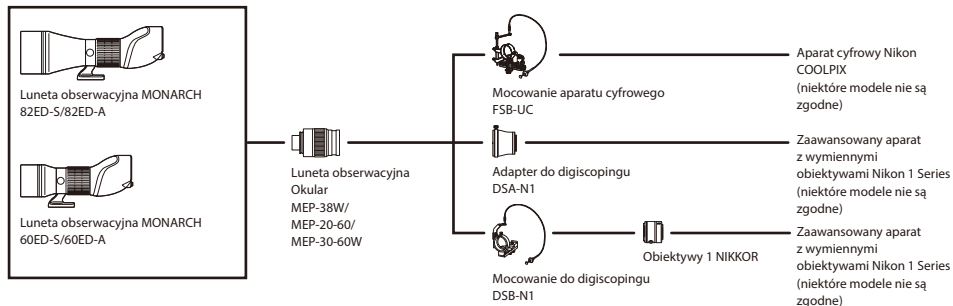 Luneta obserwacyjna MONARCH
82ED-S/82ED-A
Luneta obserwacyjna MONARCH
60ED-S/60ED-A
Luneta obserwacyjna
Okular
MEP-38W/
MEP-20-60/
MEP-30-60W
Mocowanie aparatu cyfrowego
FSB-UC
Adapter do digiscopingu
DSA-N1
Mocowanie do digiscopingu
DSB-N1
Obiektywy 1 NIKKOR
Aparat cyfrowy Nikon
COOLPIX
(niektóre modele nie są
zgodne)
Zaawansowany aparat
z wymiennymi
obiektywami Nikon 1 Series
(niektóre modele nie są
zgodne)
Zaawansowany aparat
z wymiennymi
obiektywami Nikon 1 Series
(niektóre modele nie są
zgodne)